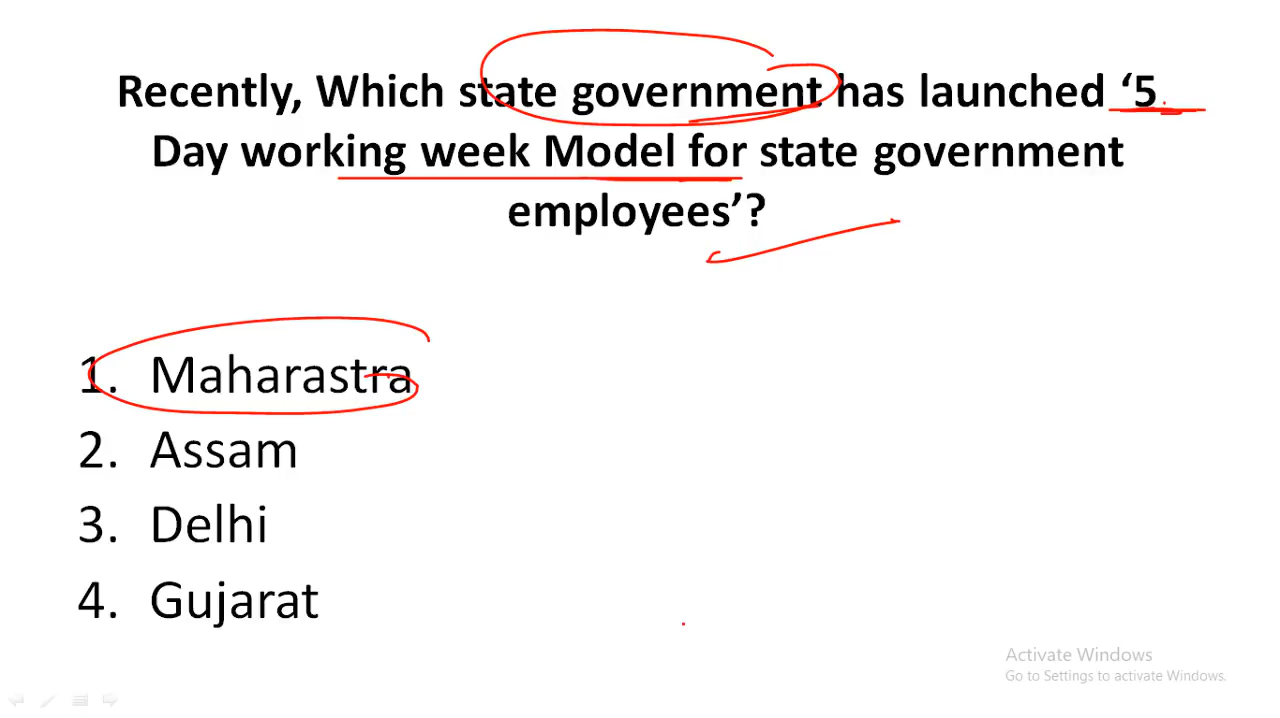 Recently, Which state government has launched ‘5
Day working week Model for state government
employees’?
1. Maharastra
2. Assam
3. Delhi
4. Gujarat
Activate Windows
Go to Settings to activate Windows.